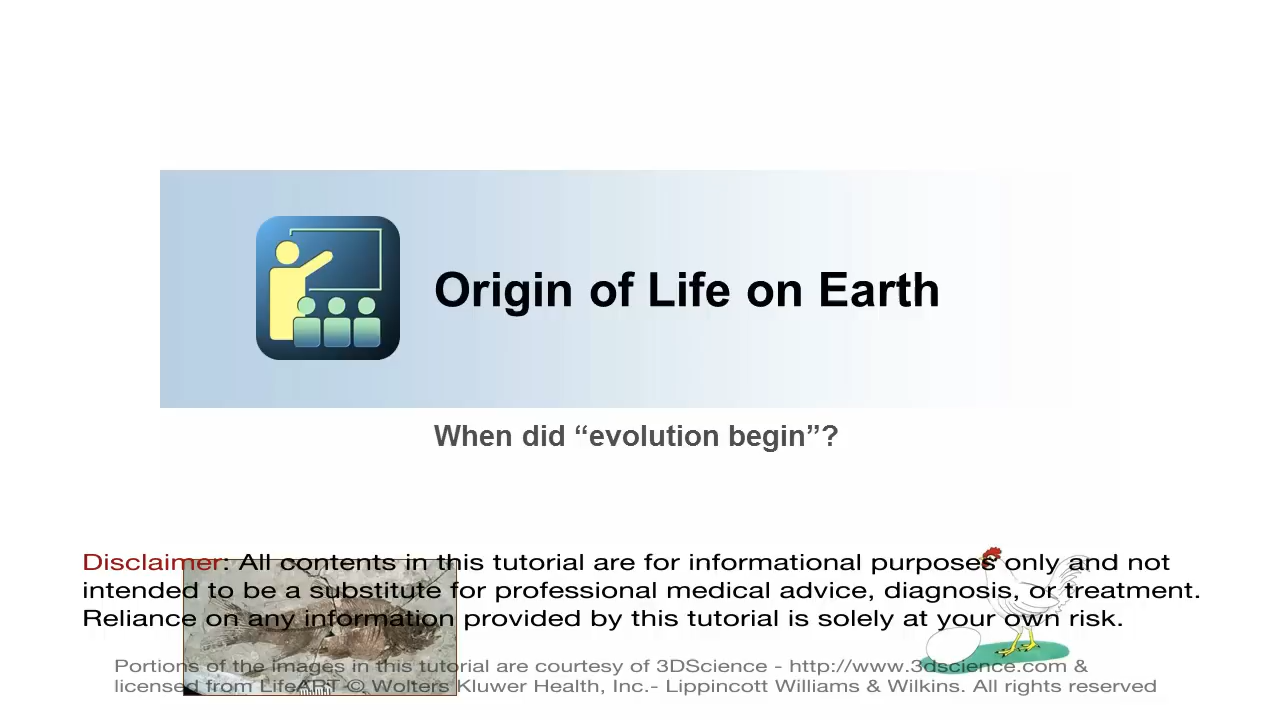 Origin of Life on Earth
When did “evolution begin”?
Disclaimer: All contents in this tutorial are for informational purposes only and not
intended to be a substitute for professional medical advice, diagnosis, or treatment.
Reliance on any information provided by this tutorial is solely at your own risk.
Portions of the images in this tutorial are courtesy of 3DScience - http://www.3dscience.com &
licensed from LifeART © Wolters Kluwer Health, Inc.- Lippincott Williams & Wilkins. All rights reserved